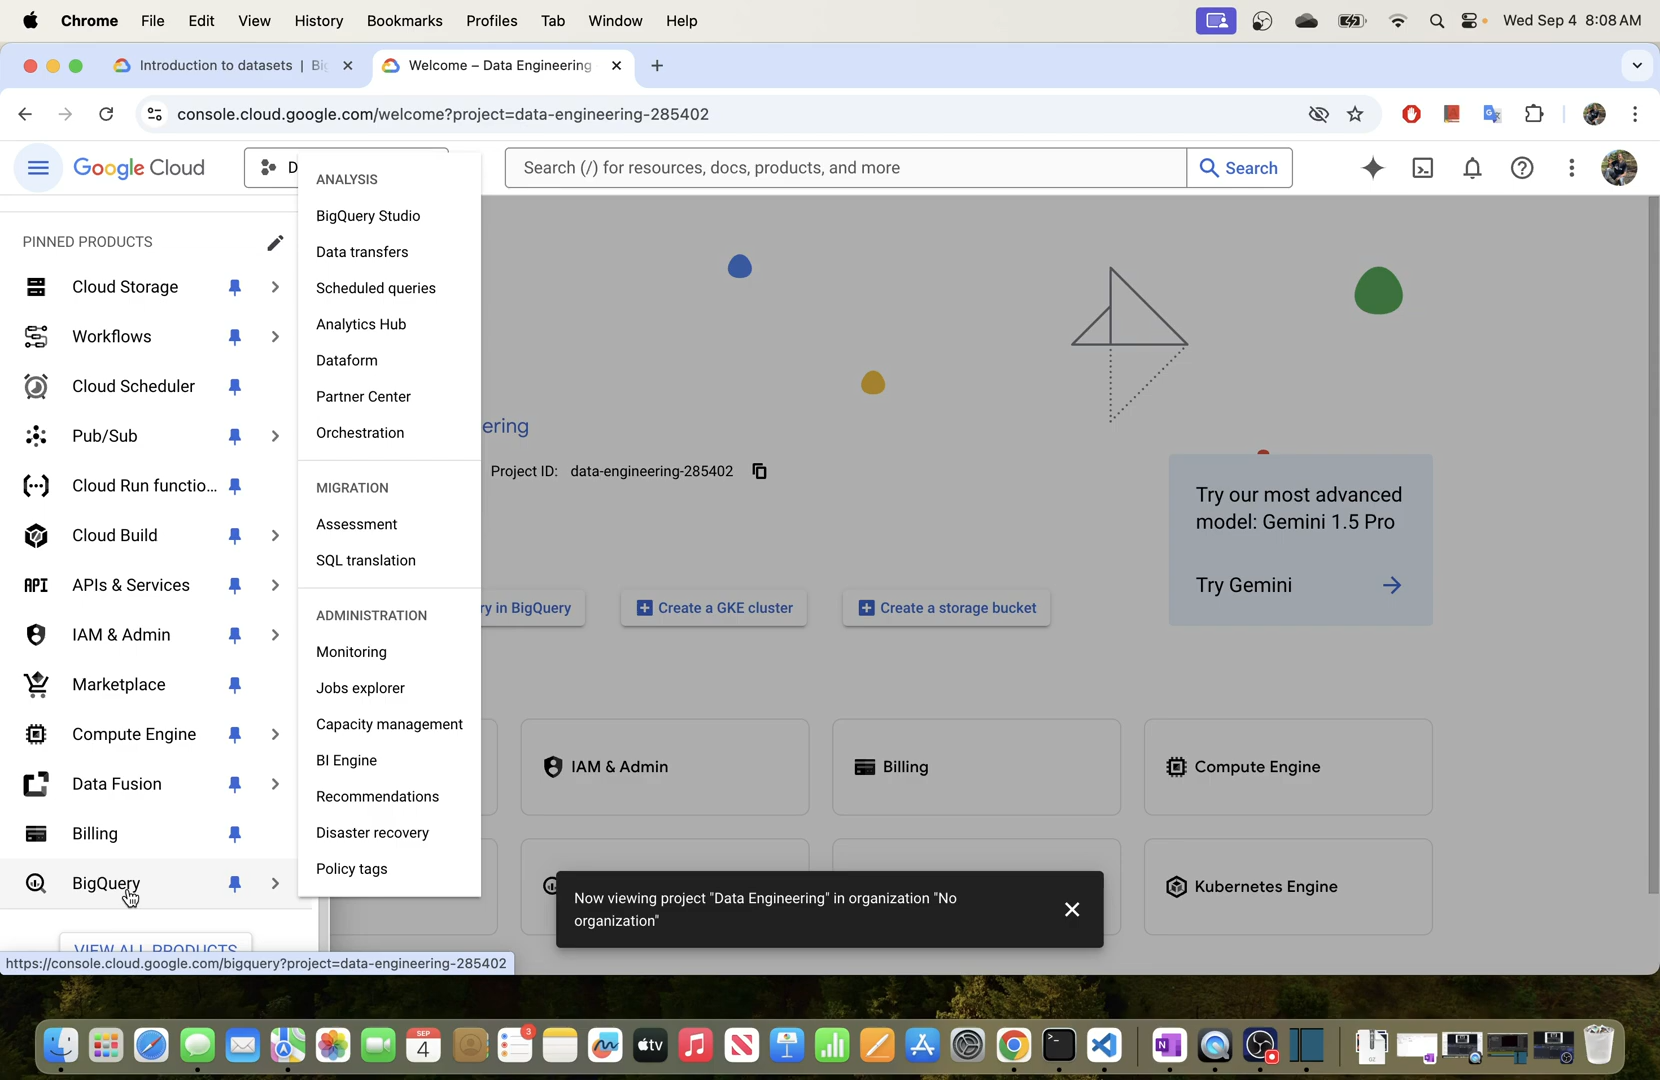 Chrome File Edit View History Bookmarks Profiles Tab Window Help
Wed Sep 4 8:08 AM
Introduction to datasets | Bi
Welcome – Data Engineering
console.cloud.google.com/welcome?project=data-engineering-285402
Google Cloud
D
Search (/) for resources, docs, products, and more
Search
PINNED PRODUCTS
Cloud Storage
Workflows
Cloud Scheduler
Pub/Sub
Cloud Run functio...
Cloud Build
API APIs & Services
IAM & Admin
Marketplace
Compute Engine
Data Fusion
Billing
BigQuery
VIEW ALL PRODUCTS
https://console.cloud.google.com/bigquery?project=data-engineering-285402
ANALYSIS
BigQuery Studio
Data transfers
Scheduled queries
Analytics Hub
Dataform
Partner Center
Orchestration
MIGRATION
Assessment
SQL translation
ADMINISTRATION
Monitoring
Jobs explorer
Capacity management
BI Engine
Recommendations
Disaster recovery
Policy tags
ering
Project ID: data-engineering-285402
ry in BigQuery
Create a GKE cluster
Create a storage bucket
Try our most advanced
model: Gemini 1.5 Pro
Try Gemini
IAM & Admin
Billing
Compute Engine
Kubernetes Engine
Now viewing project "Data Engineering" in organization "No
organization"
SEP
4
3
tv